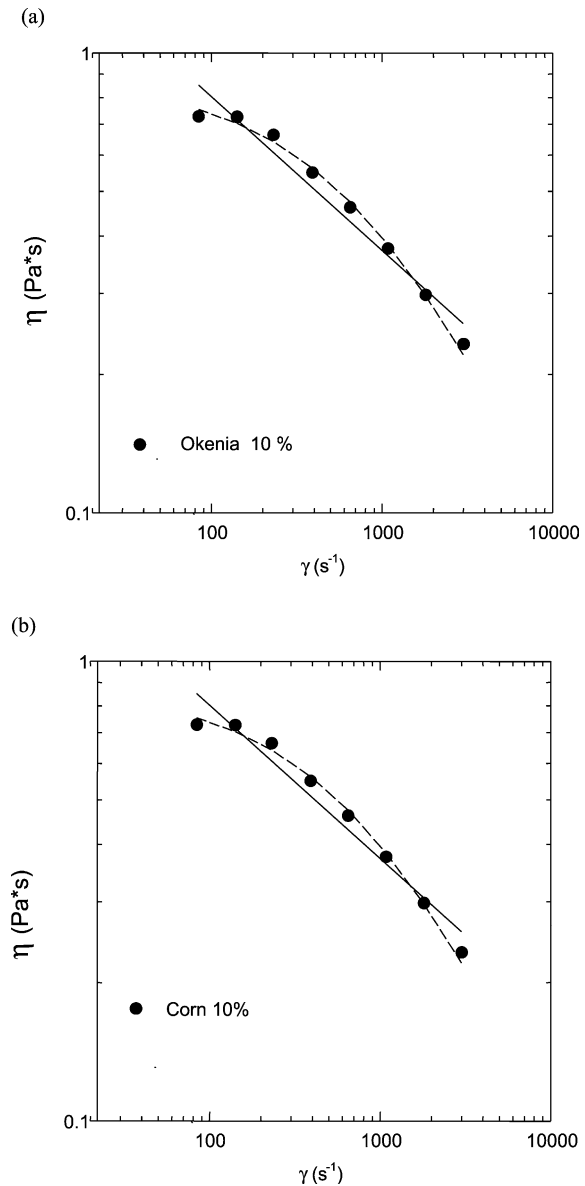 (a)
1
η (Pa*s)
Okenia 10 %
0.1
100 1000 10000
γ (s-1)
(b)
1
η (Pa*s)
Corn 10%
0.1
100 1000 10000
γ (s-1)